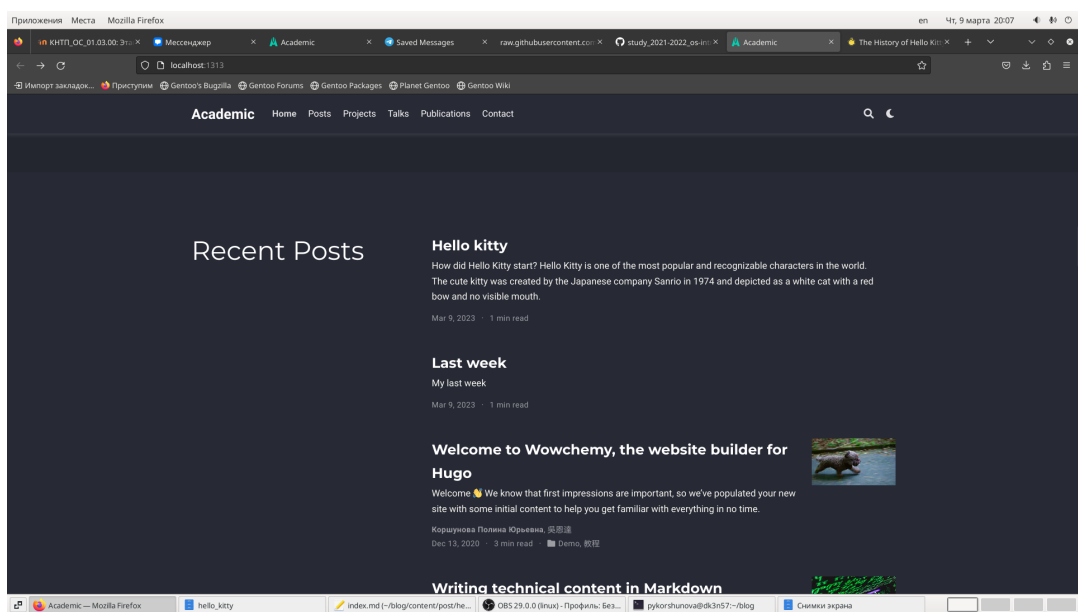 Приложения Места Mozilla Firefox en Чт, 9 марта 20:07
КНТП_ОС_01.03.00: Эта Мессенджер Academic Saved Messages raw.githubusercontent.con study_2021-2022_os-intr Academic The History of Hello Kitt
localhost:1313
Импорт закладок... Приступим Gentoo's Bugzilla Gentoo Forums Gentoo Packages Planet Gentoo Gentoo Wiki
Academic Home Posts Projects Talks Publications Contact
Recent Posts
Hello kitty
How did Hello Kitty start? Hello Kitty is one of the most popular and recognizable characters in the world.
The cute kitty was created by the Japanese company Sanrio in 1974 and depicted as a white cat with a red
bow and no visible mouth.
Mar 9, 2023 · 1 min read
Last week
My last week
Mar 9, 2023 · 1 min read
Welcome to Wowchemy, the website builder for
Hugo
Welcome 👋 We know that first impressions are important, so we've populated your new
site with some initial content to help you get familiar with everything in no time.
Коршунова Полина Юрьевна, 吳恩達
Dec 13, 2020 · 3 min read · Demo, 教程
Writing technical content in Markdown
Academic — Mozilla Firefox hello_kitty index.md (~/blog/content/post/he... OBS 29.0.0 (linux) - Профиль: Без... pykorshunova@dk3n57:~/blog Снимки экрана